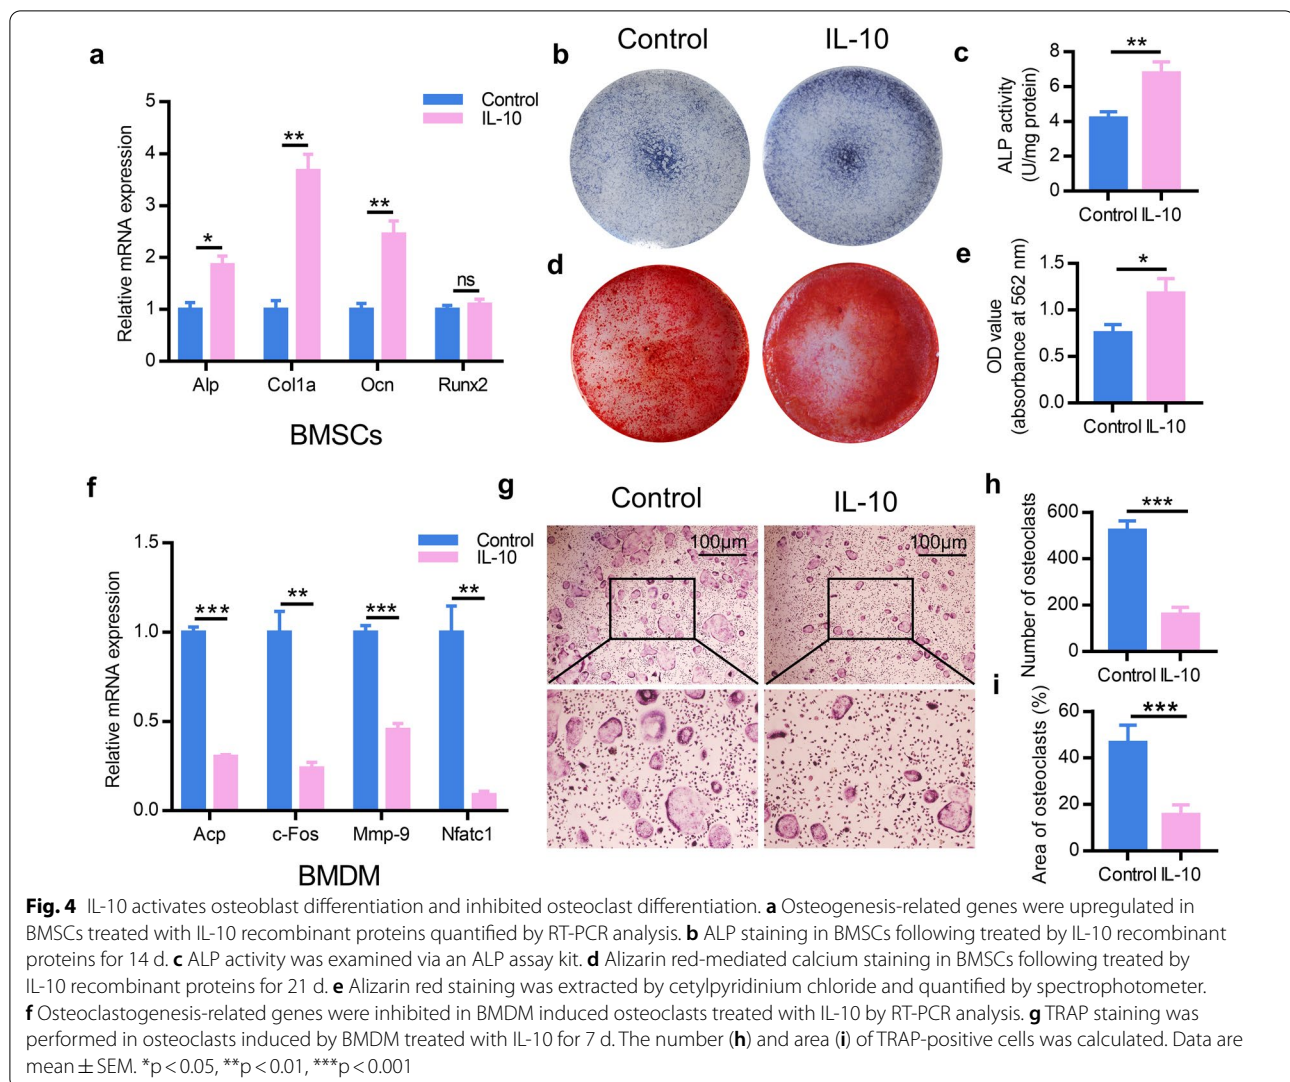 a
Control
IL-10
Relative mRNA expression
5
4
3
2
1
0
*
**
**
ns
Alp Col1a Ocn Runx2
BMSCs
Control IL-10
b
c
ALP activity
(U/mg protein)
8
6
4
2
0
**
Control IL-10
d
e
OD value
(absorbance at 562 nm)
1.5
1.0
0.5
0.0
*
Control IL-10
f
Control
IL-10
Relative mRNA expression
1.5
1.0
0.5
0.0
***
**
***
**
Acp c-Fos Mmp-9 Nfatc1
BMDM
g
Control IL-10
100µm 100µm
h
Number of osteoclasts
600
400
200
0
***
Control IL-10
i
Area of osteoclasts (%)
60
40
20
0
***
Control IL-10
Fig. 4 IL-10 activates osteoblast differentiation and inhibited osteoclast differentiation. a Osteogenesis-related genes were upregulated in
BMSCs treated with IL-10 recombinant proteins quantified by RT-PCR analysis. b ALP staining in BMSCs following treated by IL-10 recombinant
proteins for 14 d. c ALP activity was examined via an ALP assay kit. d Alizarin red-mediated calcium staining in BMSCs following treated by
IL-10 recombinant proteins for 21 d. e Alizarin red staining was extracted by cetylpyridinium chloride and quantified by spectrophotometer.
f Osteoclastogenesis-related genes were inhibited in BMDM induced osteoclasts treated with IL-10 by RT-PCR analysis. g TRAP staining was
performed in osteoclasts induced by BMDM treated with IL-10 for 7 d. The number (h) and area (i) of TRAP-positive cells was calculated. Data are
mean ± SEM. *p < 0.05, **p < 0.01, ***p < 0.001